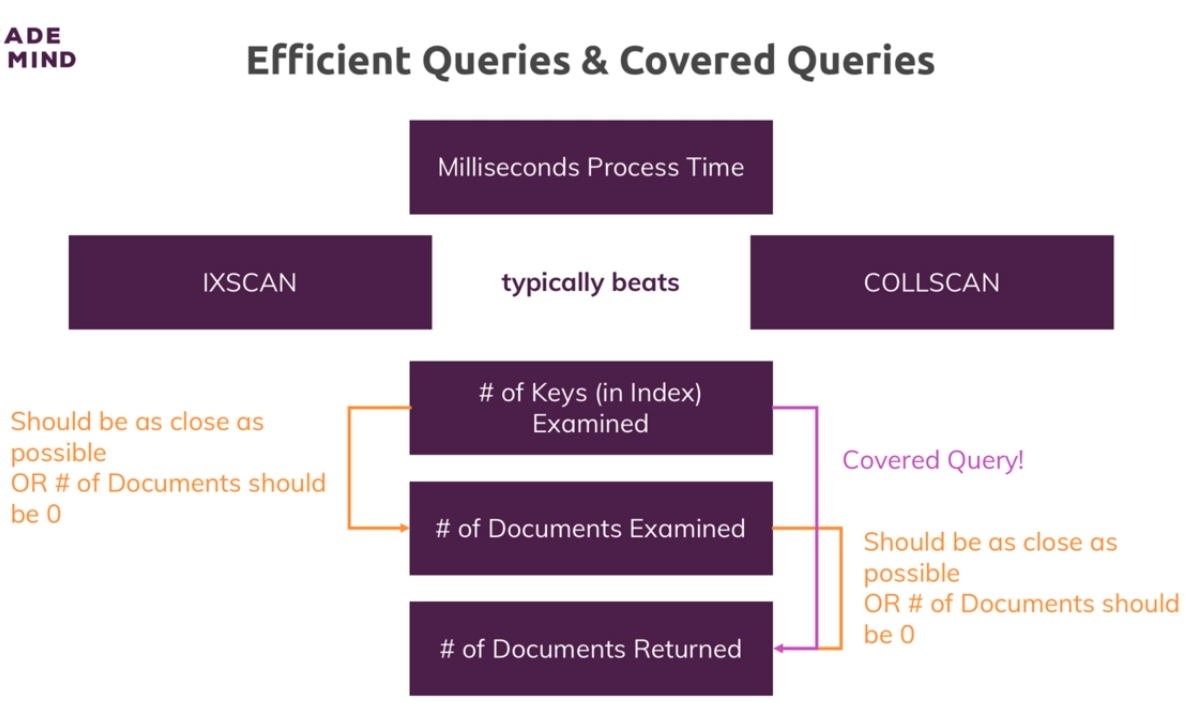 ADE
MIND
Efficient Queries & Covered Queries
Milliseconds Process Time
IXSCAN
typically beats
COLLSCAN
# of Keys (in Index)
Examined
Should be as close as
possible
OR # of Documents should
be 0
Covered Query!
# of Documents Examined
Should be as close as
possible
OR # of Documents should
be 0
# of Documents Returned